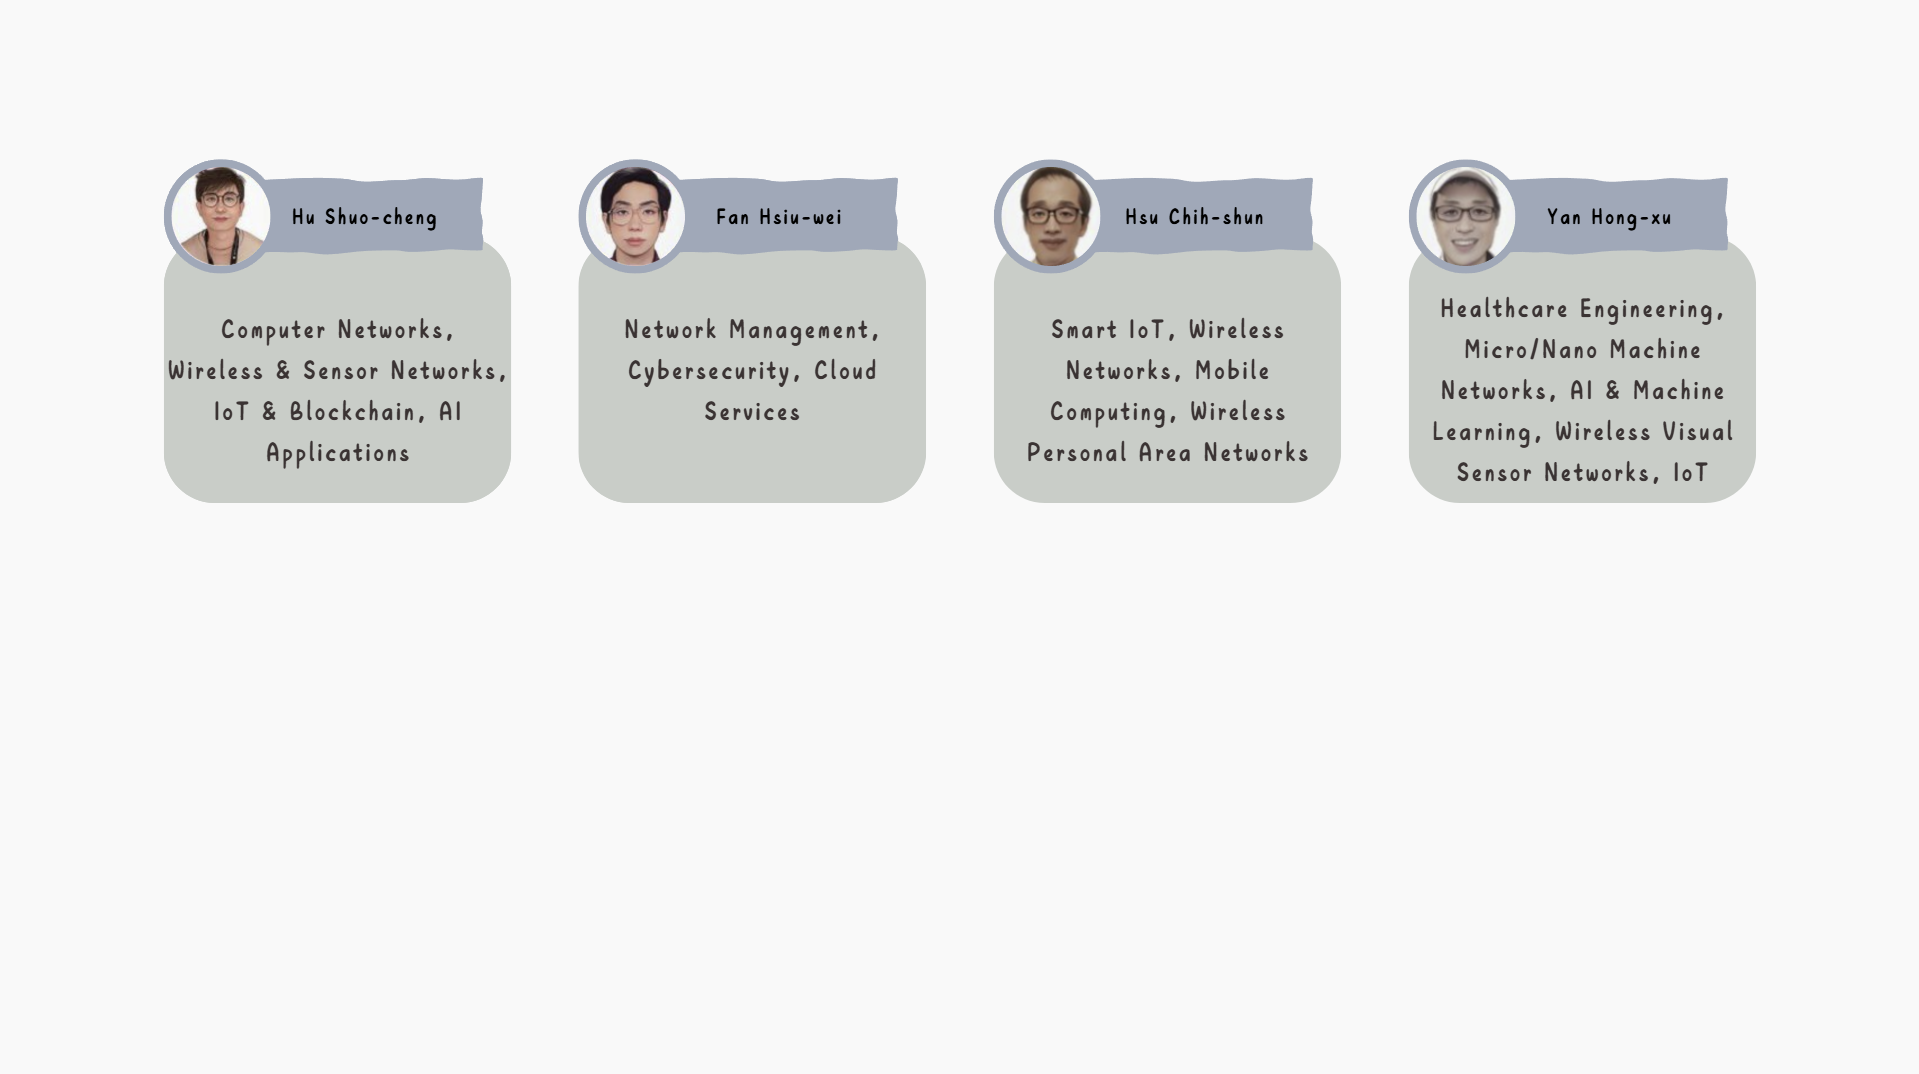 Hu Shuo-cheng
Computer Networks,
Wireless & Sensor Networks,
IoT & Blockchain, AI
Applications
Fan Hsiu-wei
Network Management,
Cybersecurity, Cloud
Services
Hsu Chih-shun
Smart IoT, Wireless
Networks, Mobile
Computing, Wireless
Personal Area Networks
Yan Hong-xu
Healthcare Engineering,
Micro/Nano Machine
Networks, AI & Machine
Learning, Wireless Visual
Sensor Networks, IoT